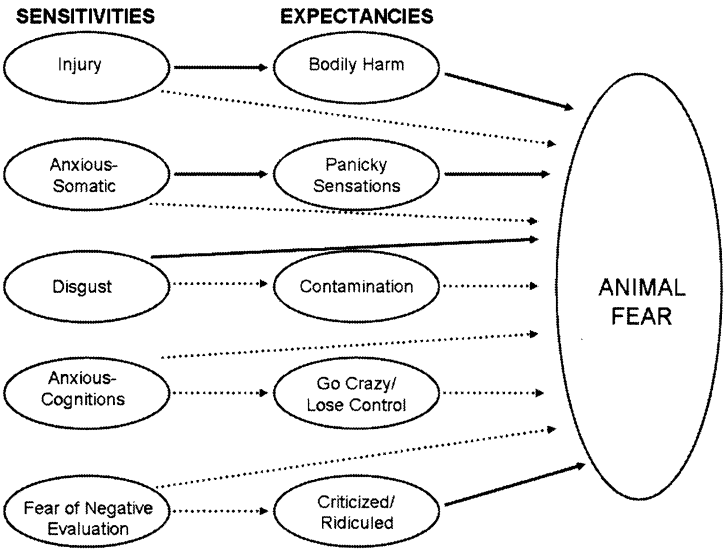 SENSITIVITIES EXPECTANCIES
Injury
Bodily Harm
Anxious-
Somatic
Panicky
Sensations
Disgust
Contamination
ANIMAL
FEAR
Anxious-
Cognitions
Go Crazy/
Lose Control
Fear of Negative
Evaluation
Criticized/
Ridiculed